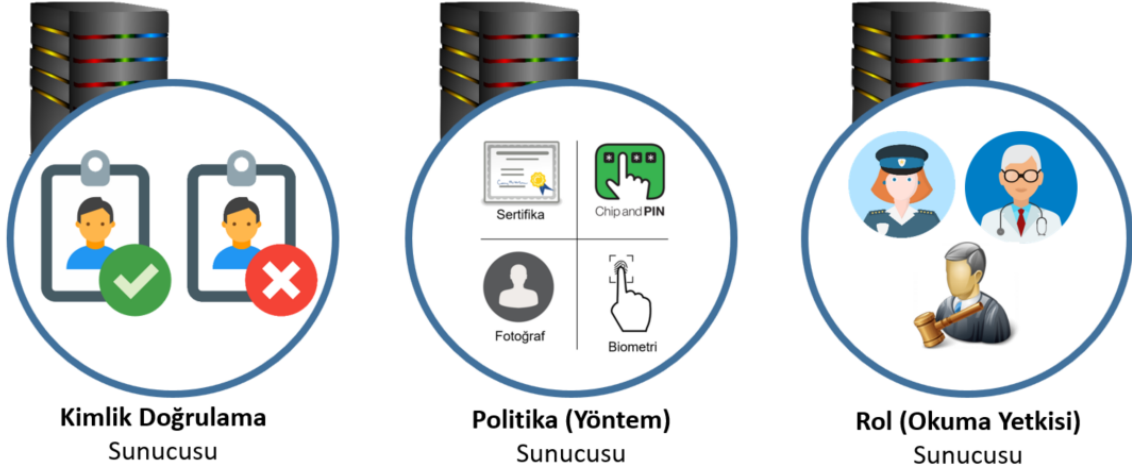 Sertifika
Chip and PIN
Fotoğraf
Biometri
Kimlik Doğrulama
Sunucusu
Politika (Yöntem)
Sunucusu
Rol (Okuma Yetkisi)
Sunucusu